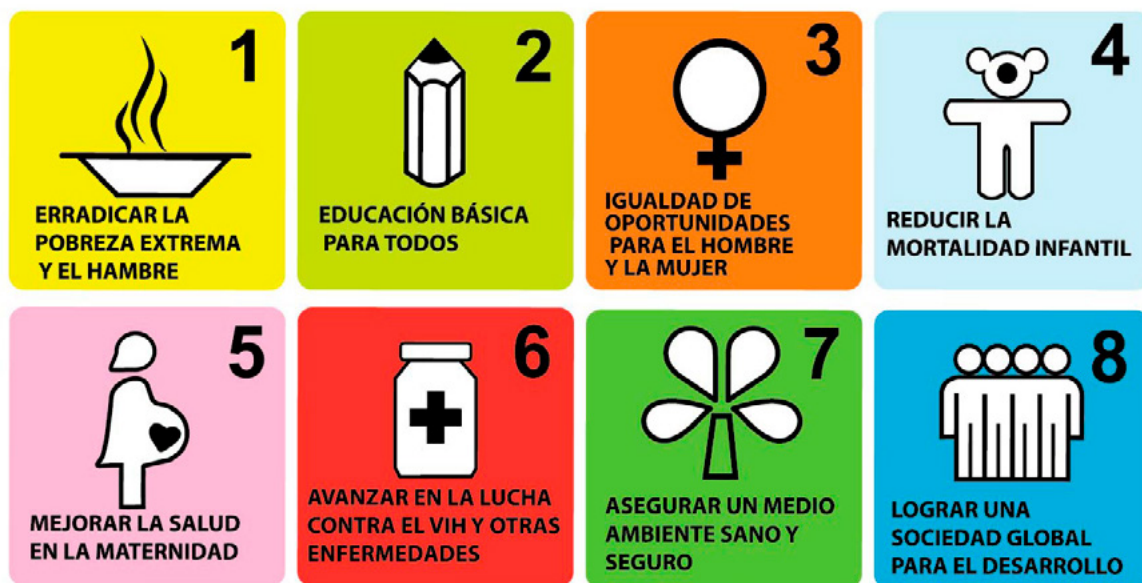 1
ERRADICAR LA
POBREZA EXTREMA
Y EL HAMBRE
2
EDUCACIÓN BÁSICA
PARA TODOS
3
IGUALDAD DE
OPORTUNIDADES
PARA EL HOMBRE
Y LA MUJER
4
REDUCIR LA
MORTALIDAD INFANTIL
5
MEJORAR LA SALUD
EN LA MATERNIDAD
6
AVANZAR EN LA LUCHA
CONTRA EL VIH Y OTRAS
ENFERMEDADES
7
ASEGURAR UN MEDIO
AMBIENTE SANO Y
SEGURO
8
LOGRAR UNA
SOCIEDAD GLOBAL
PARA EL DESARROLLO